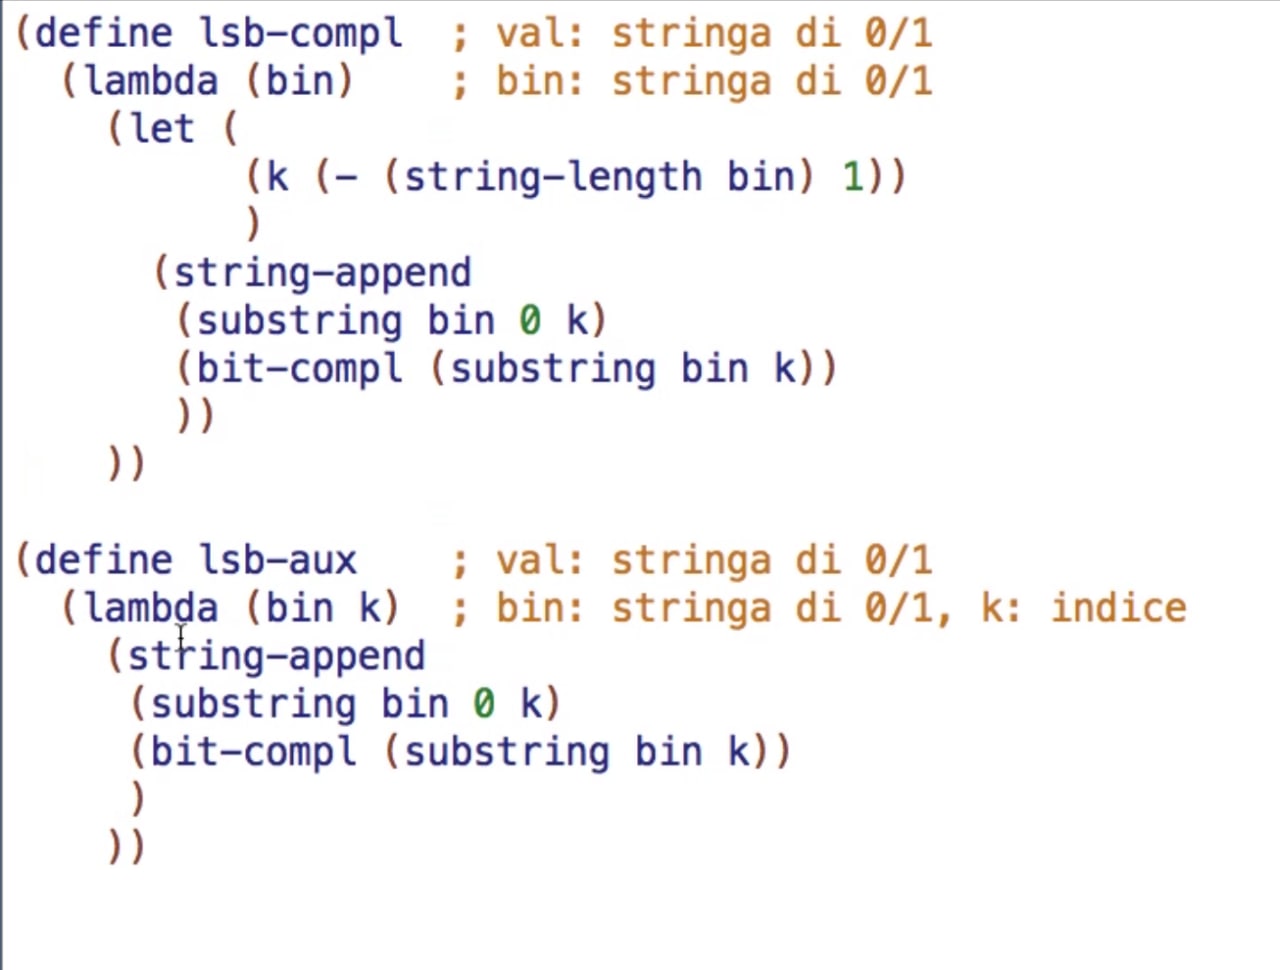 (define lsb-compl  ; val: stringa di 0/1
  (lambda (bin)    ; bin: stringa di 0/1
    (let (
          (k (- (string-length bin) 1))
          )
      (string-append
       (substring bin 0 k)
       (bit-compl (substring bin k))
       ))
    ))

(define lsb-aux    ; val: stringa di 0/1
  (lambda (bin k)  ; bin: stringa di 0/1, k: indice
    (string-append
     (substring bin 0 k)
     (bit-compl (substring bin k))
     )
    ))